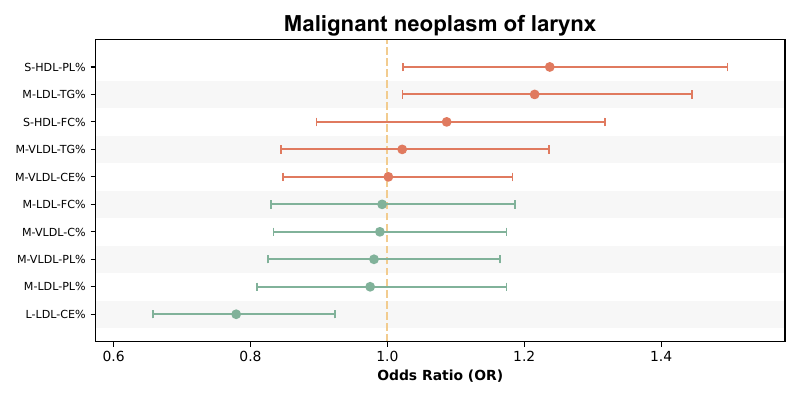 Malignant neoplasm of larynx
S-HDL-PL%
M-LDL-TG%
S-HDL-FC%
M-VLDL-TG%
M-VLDL-CE%
M-LDL-FC%
M-VLDL-C%
M-VLDL-PL%
M-LDL-PL%
L-LDL-CE%
0.6 0.8 1.0 1.2 1.4
Odds Ratio (OR)